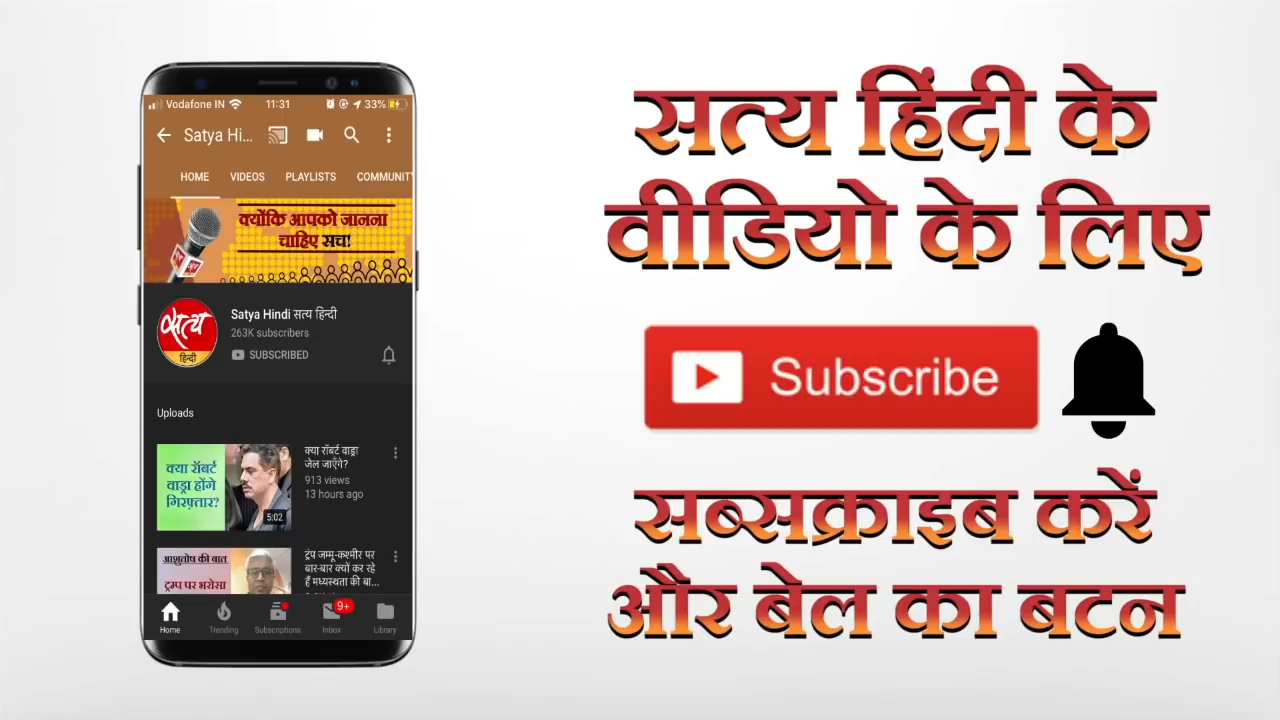 Vodafone IN 11:31 33%
Satya Hi...
HOME VIDEOS PLAYLISTS COMMUNIT
क्योंकि आपको जानना
चाहिए सच!
सत्य
हिन्दी
Satya Hindi सत्य हिन्दी
263K subscribers
SUBSCRIBED
Uploads
क्या रॉबर्ट
वाड्रा होंगे
गिरफ़्तार?
5:02
क्या रॉबर्ट वाड्रा
जेल जाएँगे?
913 views
13 hours ago
आशुतोष की बात
ट्रम्प पर भरोसा
ट्रंप जम्मू-कश्मीर पर
बार-बार क्यों कर रहे
हैं मध्यस्थता की बा...
9+
Home Trending Subscriptions Inbox Library
सत्य हिंदी के
वीडियो के लिए
Subscribe
सब्सक्राइब करें
और बेल का बटन